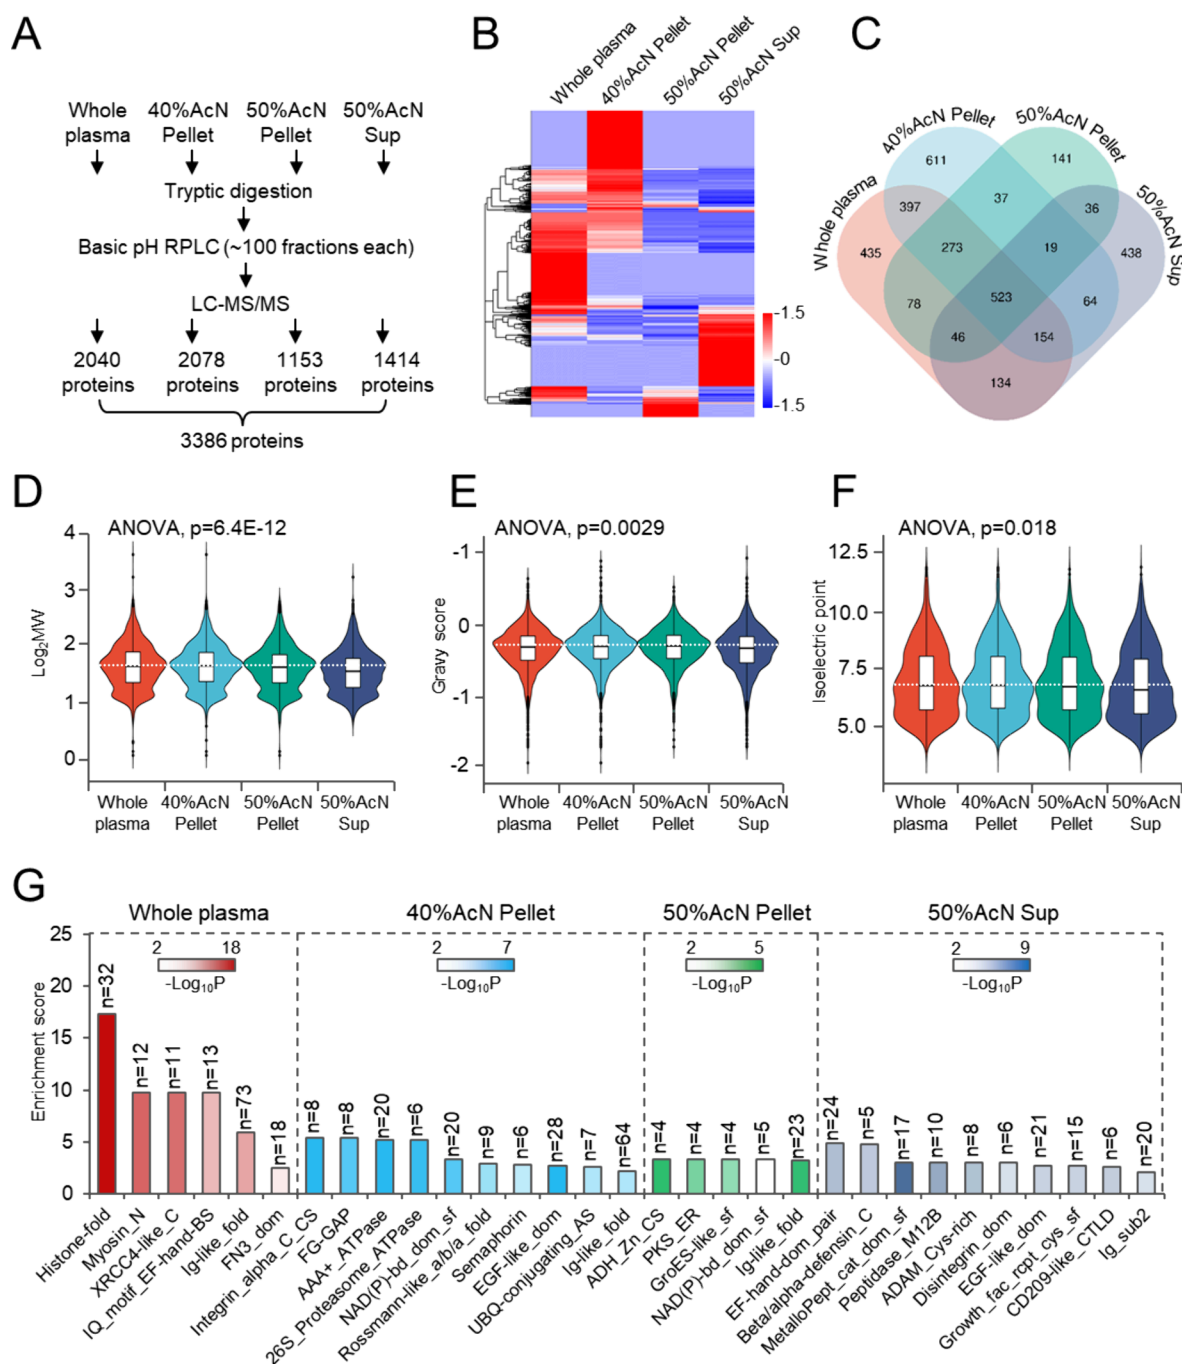 A
Whole plasma
40%AcN Pellet
50%AcN Pellet
50%AcN Sup
Tryptic digestion
Basic pH RPLC (~100 fractions each)
LC-MS/MS
2040 proteins
2078 proteins
1153 proteins
1414 proteins
3386 proteins
B
Whole plasma
40%AcN Pellet
50%AcN Pellet
50%AcN Sup
-1.5
-0
-1.5
C
Whole plasma
40%AcN Pellet
50%AcN Pellet
50%AcN Sup
611
141
397
37
36
435
273
19
438
78
523
64
46
154
134
D
ANOVA, p=6.4E-12
Log2MW
4
3
2
1
0
Whole plasma
40%AcN Pellet
50%AcN Pellet
50%AcN Sup
E
ANOVA, p=0.0029
Gravy score
-1
0
-1
-2
Whole plasma
40%AcN Pellet
50%AcN Pellet
50%AcN Sup
F
ANOVA, p=0.018
Isoelectric point
12.5
10.0
7.5
5.0
Whole plasma
40%AcN Pellet
50%AcN Pellet
50%AcN Sup
G
Whole plasma
40%AcN Pellet
50%AcN Pellet
50%AcN Sup
Enrichment score
25
20
15
10
5
0
2 18
-Log10P
2 7
-Log10P
2 5
-Log10P
2 9
-Log10P
n=32
n=12
n=11
n=13
n=73
n=18
n=8
n=8
n=20
n=6
n=20
n=9
n=6
n=28
n=7
n=64
n=4
n=4
n=4
n=5
n=23
n=24
n=5
n=17
n=10
n=8
n=6
n=21
n=15
n=6
n=20
Histone-fold
Myosin_N
XRCC4-like_C
IQ_motif_EF-hand-BS
Ig-like_fold
FN3_dom
Integrin_alpha_C_CS
FG-GAP
AAA+_ATPase
26S_Proteasome_ATPase
NAD(P)-bd_dom_sf
Rossmann-like_a/b/a_fold
Semaphorin
EGF-like_dom
UBQ-conjugating_AS
Ig-like_fold
ADH_Zn_CS
PKS_ER
GroES-like_sf
NAD(P)-bd_dom_sf
Ig-like_fold
EF-hand-dom_pair
Beta/alpha-defensin_C
MetalloPept_cat_dom_sf
Peptidase_M12B
ADAM_Cys-rich
Disintegrin_dom
EGF-like_dom
Growth_fac_rcpt_cys_sf
CD209-like_CTLD
Ig_sub2